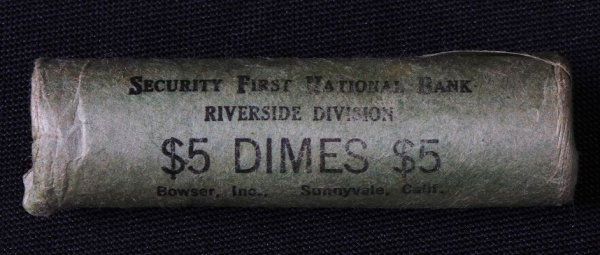 SECURITY FIRST NATIONAL BANK
RIVERSIDE DIVISION
$5 DIMES $5
Bowser, Inc., Sunnyvale, Calif.